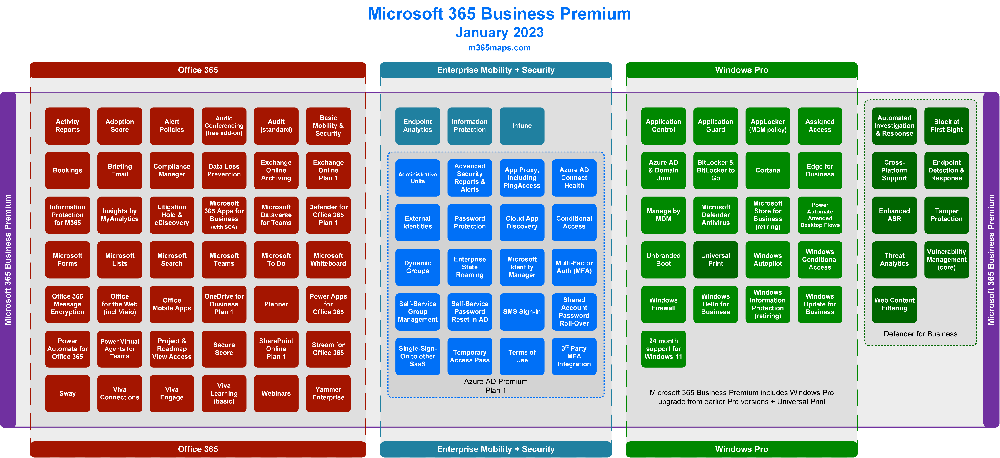 Microsoft 365 Business Premium
January 2023
m365maps.com
Office 365
Enterprise Mobility + Security
Windows Pro
Microsoft 365 Business Premium
Activity
Reports
Adoption
Score
Alert
Policies
Audio
Conferencing
(free add-on)
Audit
(standard)
Basic
Mobility &
Security
Bookings
Briefing
Email
Compliance
Manager
Data Loss
Prevention
Exchange
Online
Archiving
Exchange
Online
Plan 1
Information
Protection
for M365
Insights by
MyAnalytics
Litigation
Hold &
eDiscovery
Microsoft
365 Apps for
Business
(with SCA)
Microsoft
Dataverse
for Teams
Defender for
Office 365
Plan 1
Microsoft
Forms
Microsoft
Lists
Microsoft
Search
Microsoft
Teams
Microsoft
To Do
Microsoft
Whiteboard
Office 365
Message
Encryption
Office
for the Web
(incl Visio)
Office
Mobile Apps
OneDrive for
Business
Plan 1
Planner
Power Apps
for
Office 365
Power
Automate for
Office 365
Power Virtual
Agents for
Teams
Project &
Roadmap
View Access
Secure
Score
SharePoint
Online
Plan 1
Stream for
Office 365
Sway
Viva
Connections
Viva
Engage
Viva
Learning
(basic)
Webinars
Yammer
Enterprise
Endpoint
Analytics
Information
Protection
Intune
Administrative
Units
Advanced
Security
Reports &
Alerts
App Proxy,
including
PingAccess
Azure AD
Connect
Health
External
Identities
Password
Protection
Cloud App
Discovery
Conditional
Access
Dynamic
Groups
Enterprise
State
Roaming
Microsoft
Identity
Manager
Multi-Factor
Auth (MFA)
Self-Service
Group
Management
Self-Service
Password
Reset in AD
SMS Sign-In
Shared
Account
Password
Roll-Over
Single-Sign-
On to other
SaaS
Temporary
Access Pass
Terms of
Use
3rd Party
MFA
Integration
Azure AD Premium
Plan 1
Application
Control
Application
Guard
AppLocker
(MDM policy)
Assigned
Access
Azure AD
& Domain
Join
BitLocker &
BitLocker to
Go
Cortana
Edge for
Business
Manage by
MDM
Microsoft
Defender
Antivirus
Microsoft
Store for
Business
(retiring)
Power
Automate
Attended
Desktop Flows
Unbranded
Boot
Universal
Print
Windows
Autopilot
Windows
Conditional
Access
Windows
Firewall
Windows
Hello for
Business
Windows
Information
Protection
(retiring)
Windows
Update for
Business
24 month
support for
Windows 11
Microsoft 365 Business Premium includes Windows Pro
upgrade from earlier Pro versions + Universal Print
Automated
Investigation
& Response
Block at
First Sight
Cross-
Platform
Support
Endpoint
Detection &
Response
Enhanced
ASR
Tamper
Protection
Threat
Analytics
Vulnerability
Management
(core)
Web Content
Filtering
Defender for Business
Microsoft 365 Business Premium
Office 365
Enterprise Mobility + Security
Windows Pro